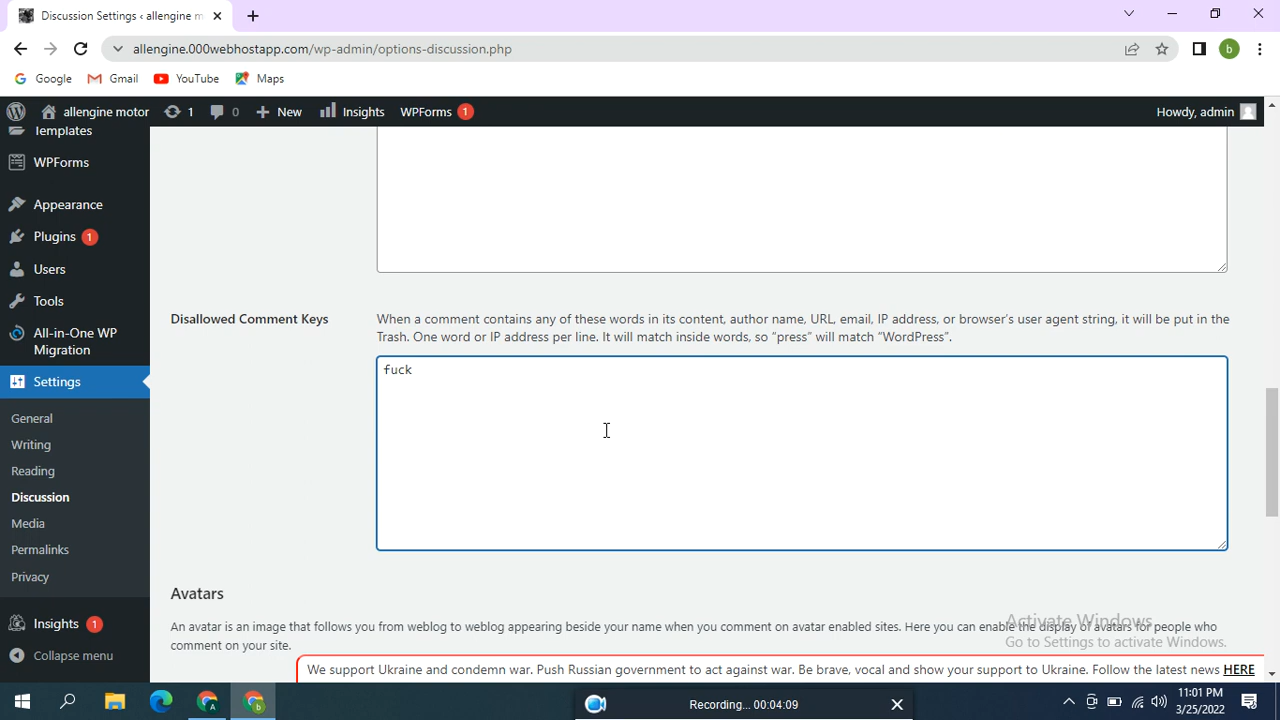 Discussion Settings ‹ allengine m
allengine.000webhostapp.com/wp-admin/options-discussion.php
b
Google Gmail YouTube Maps
allengine motor 1 0 New Insights WPForms 1 Howdy, admin
Templates
WPForms
Appearance
Plugins 1
Users
Tools
All-in-One WP
Migration
Settings
General
Writing
Reading
Discussion
Media
Permalinks
Privacy
Insights 1
Collapse menu
Disallowed Comment Keys
When a comment contains any of these words in its content, author name, URL, email, IP address, or browser's user agent string, it will be put in the
Trash. One word or IP address per line. It will match inside words, so “press” will match “WordPress”.
fuck
Avatars
An avatar is an image that follows you from weblog to weblog appearing beside your name when you comment on avatar enabled sites. Here you can enable the display of avatars for people who
comment on your site.
Activate Windows
Go to Settings to activate Windows.
We support Ukraine and condemn war. Push Russian government to act against war. Be brave, vocal and show your support to Ukraine. Follow the latest news HERE
A
b
Recording... 00:04:09
11:01 PM
3/25/2022